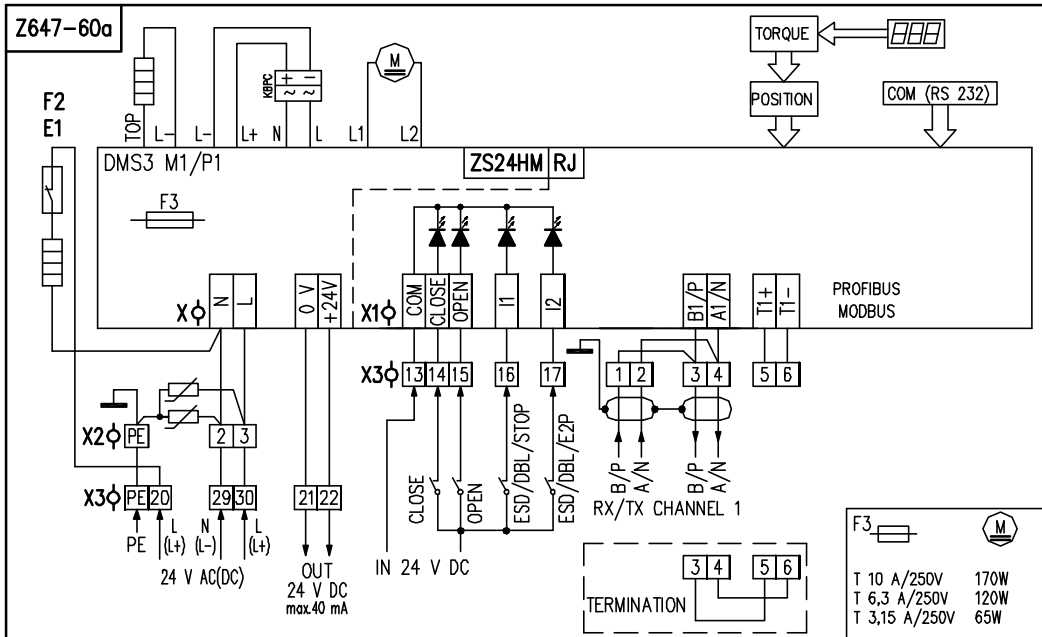 Z647-60a
TORQUE
POSITION
COM (RS 232)
F2
E1
TOP
L-
L-
L+
N
L
KBPC
+ -
~ ~
M
L1
L2
DMS3 M1/P1
ZS24HM RJ
F3
X
N
L
0 V
+24V
X1
COM
CLOSE
OPEN
I1
I2
B1/P
A1/N
T1+
T1-
PROFIBUS
MODBUS
X3
13 14 15 16 17
1 2 3 4 5 6
X2
PE
2 3
X3
PE 20 29 30 21 22
PE
L
(L+)
N
(L-)
L
(L+)
24 V AC(DC)
OUT
24 V DC
max.40 mA
CLOSE
OPEN
ESD/DBL/STOP
ESD/DBL/E2P
IN 24 V DC
B/P
A/N
B/P
A/N
RX/TX CHANNEL 1
TERMINATION
3 4 5 6
F3
M
T 10 A/250V 170W
T 6,3 A/250V 120W
T 3,15 A/250V 65W